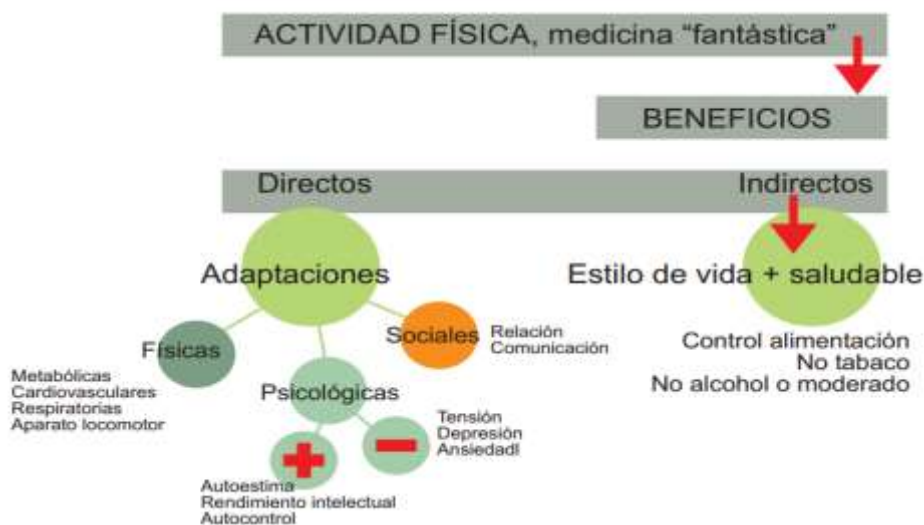 ACTIVIDAD FÍSICA, medicina “fantástica”
BENEFICIOS
Directos
Indirectos
Adaptaciones
Estilo de vida + saludable
Control alimentación
No tabaco
No alcohol o moderado
Físicas
Metabólicas
Cardiovasculares
Respiratorias
Aparato locomotor
Sociales
Relación
Comunicación
Psicológicas
Tensión
Depresión
Ansiedadl
Autoestima
Rendimiento intelectual
Autocontrol